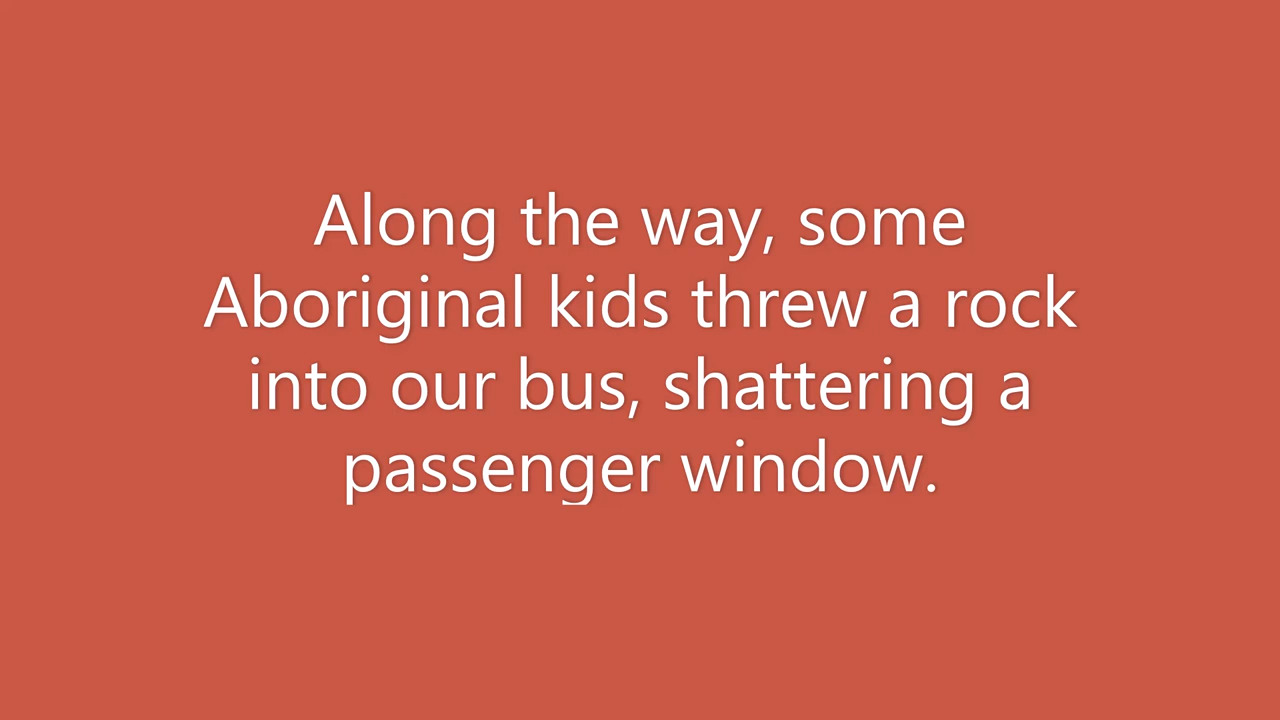 Along the way, some
Aboriginal kids threw a rock
into our bus, shattering a
passenger window.